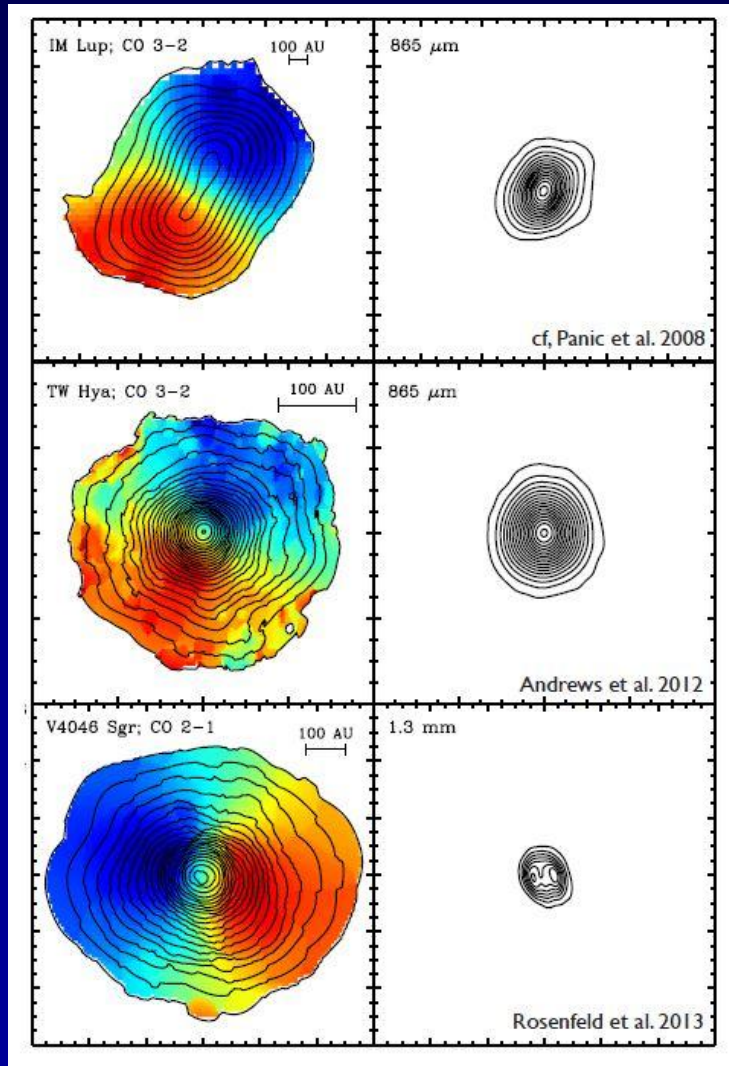 IM Lup; CO 3-2
100 AU
865 μm
cf, Panic et al. 2008
TW Hya; CO 3-2
100 AU
865 μm
Andrews et al. 2012
V4046 Sgr; CO 2-1
100 AU
1.3 mm
Rosenfeld et al. 2013